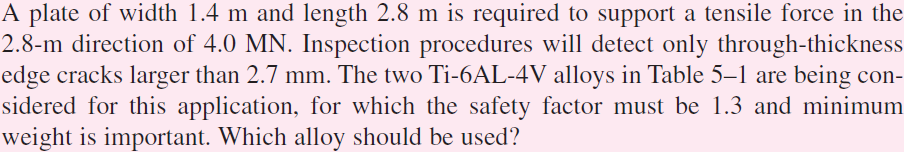 A plate of width 1.4 m and length 2.8 m is required to support a tensile force in the
2.8-m direction of 4.0 MN. Inspection procedures will detect only through-thickness
edge cracks larger than 2.7 mm. The two Ti-6AL-4V alloys in Table 5–1 are being con-
sidered for this application, for which the safety factor must be 1.3 and minimum
weight is important. Which alloy should be used?